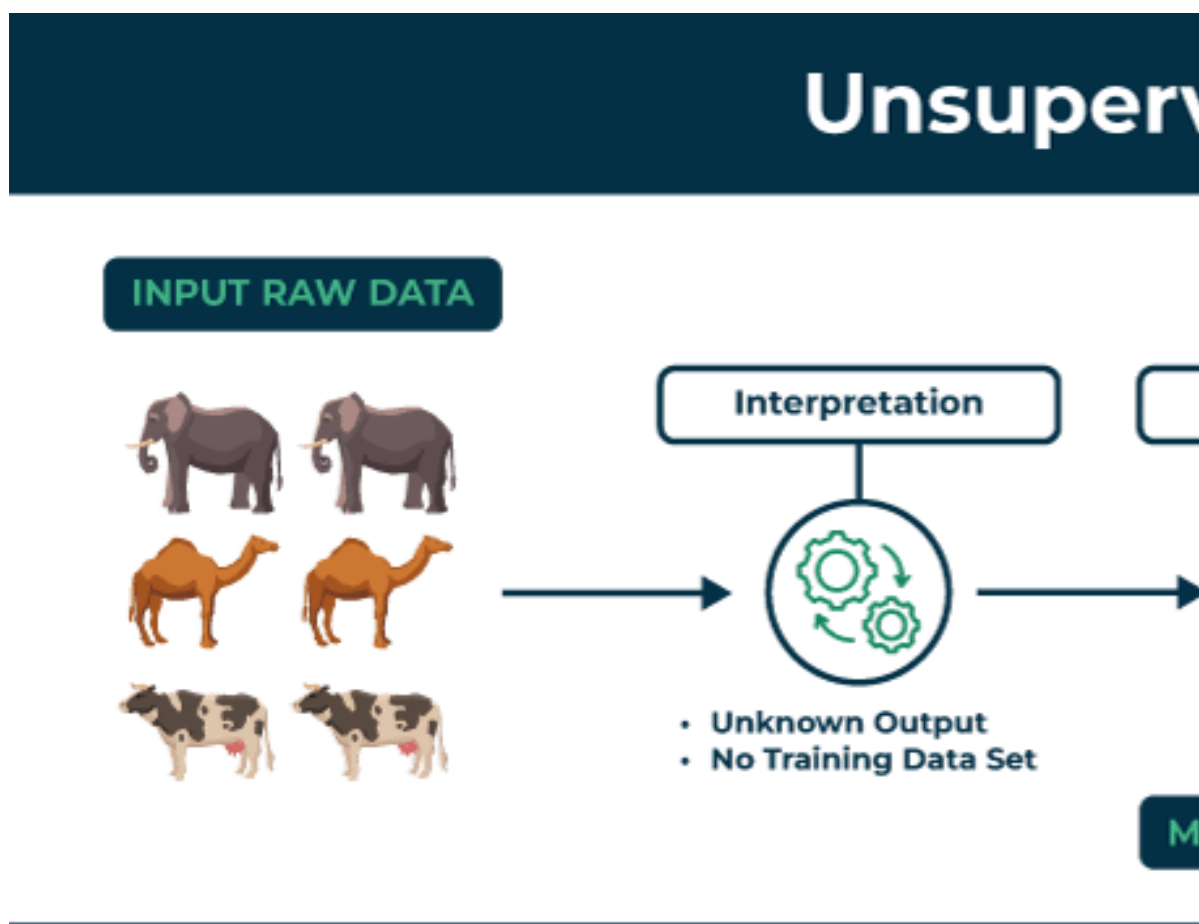 Unsuperv
INPUT RAW DATA
Interpretation
• Unknown Output
• No Training Data Set
M